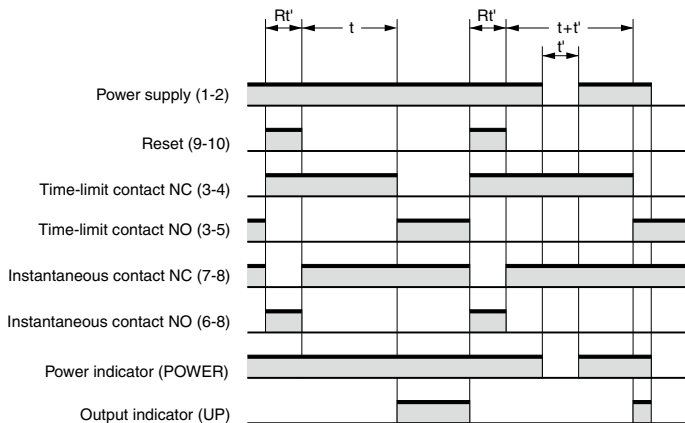 Rt' t Rt' t+t'
t'
Power supply (1-2)
Reset (9-10)
Time-limit contact NC (3-4)
Time-limit contact NO (3-5)
Instantaneous contact NC (7-8)
Instantaneous contact NO (6-8)
Power indicator (POWER)
Output indicator (UP)